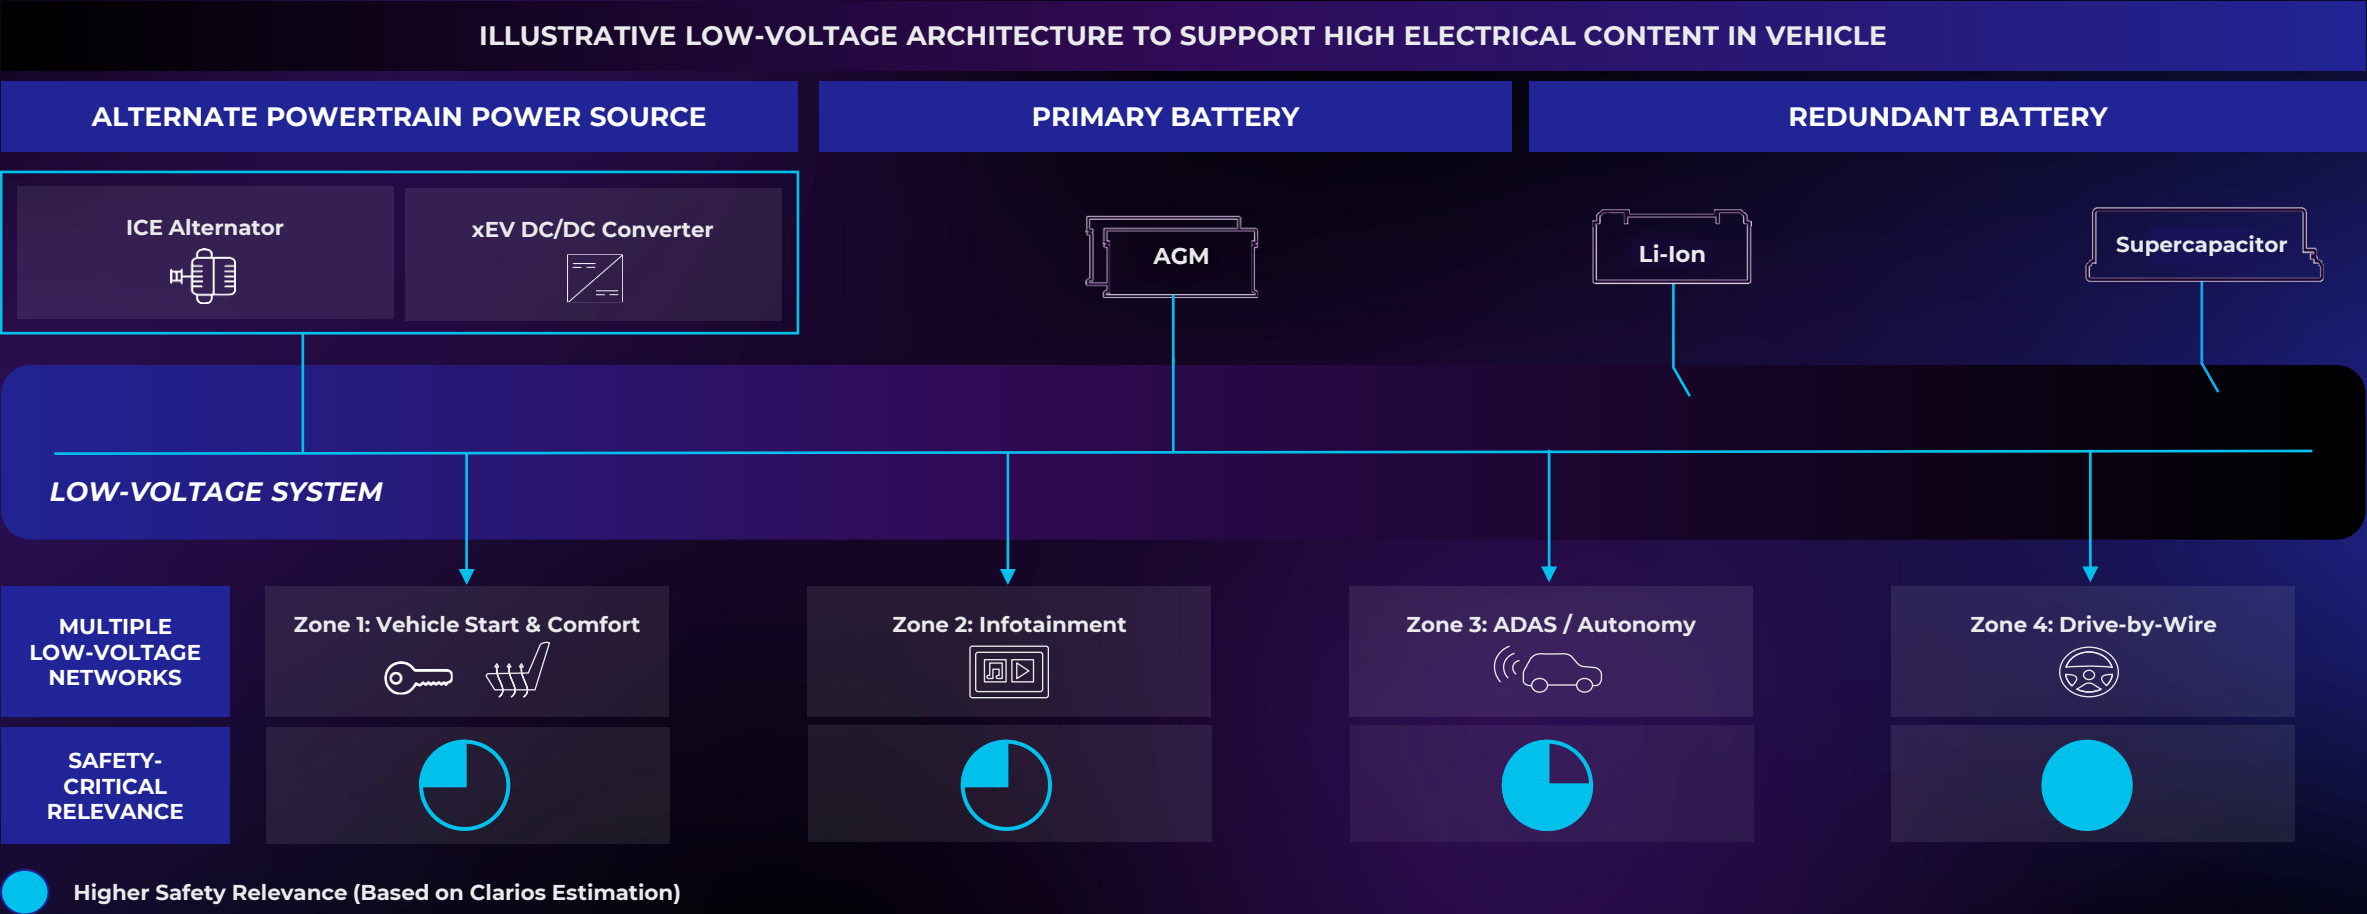 ILLUSTRATIVE LOW-VOLTAGE ARCHITECTURE TO SUPPORT HIGH ELECTRICAL CONTENT IN VEHICLE
ALTERNATE POWERTRAIN POWER SOURCE
PRIMARY BATTERY
REDUNDANT BATTERY
ICE Alternator
xEV DC/DC Converter
AGM
Li-Ion
Supercapacitor
LOW-VOLTAGE SYSTEM
MULTIPLE
LOW-VOLTAGE
NETWORKS
Zone 1: Vehicle Start & Comfort
Zone 2: Infotainment
Zone 3: ADAS / Autonomy
Zone 4: Drive-by-Wire
SAFETY-
CRITICAL
RELEVANCE
Higher Safety Relevance (Based on Clarios Estimation)